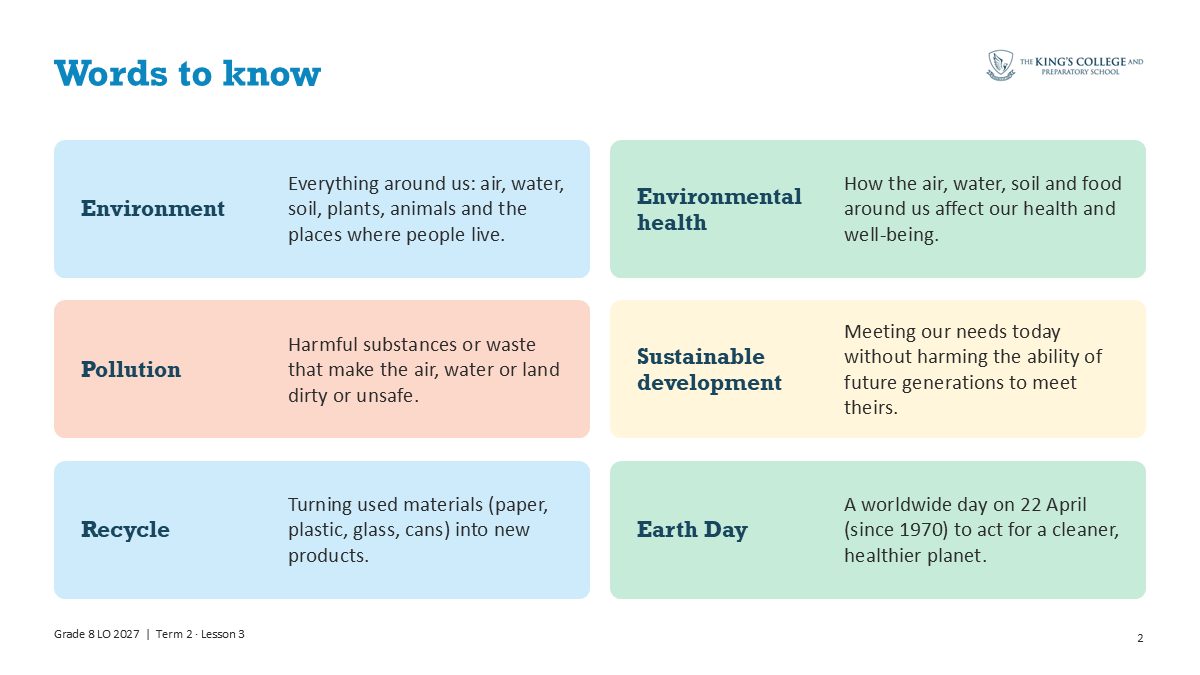 Words to know
THE KING'S COLLEGE AND
PREPARATORY SCHOOL
Environment
Everything around us: air, water,
soil, plants, animals and the
places where people live.
Environmental
health
How the air, water, soil and food
around us affect our health and
well-being.
Pollution
Harmful substances or waste
that make the air, water or land
dirty or unsafe.
Sustainable
development
Meeting our needs today
without harming the ability of
future generations to meet
theirs.
Recycle
Turning used materials (paper,
plastic, glass, cans) into new
products.
Earth Day
A worldwide day on 22 April
(since 1970) to act for a cleaner,
healthier planet.
Grade 8 LO 2027 | Term 2 · Lesson 3
2